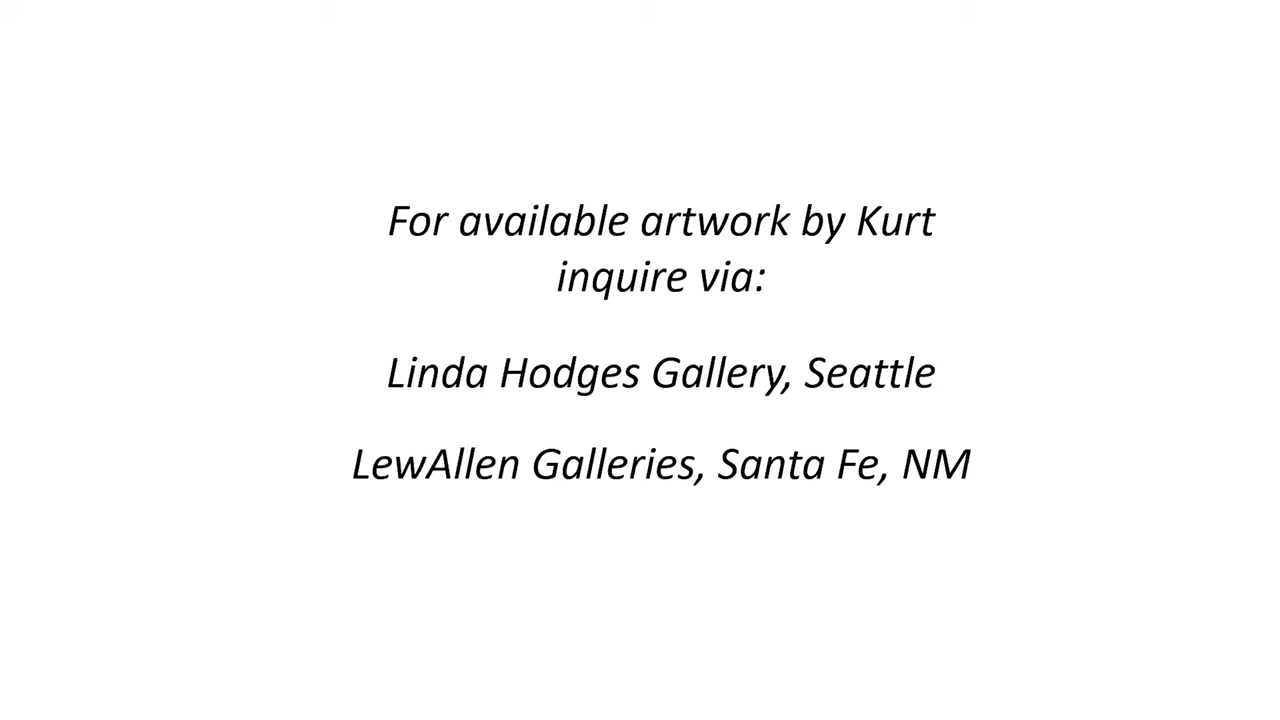 For available artwork by Kurt
inquire via:
Linda Hodges Gallery, Seattle
LewAllen Galleries, Santa Fe, NM